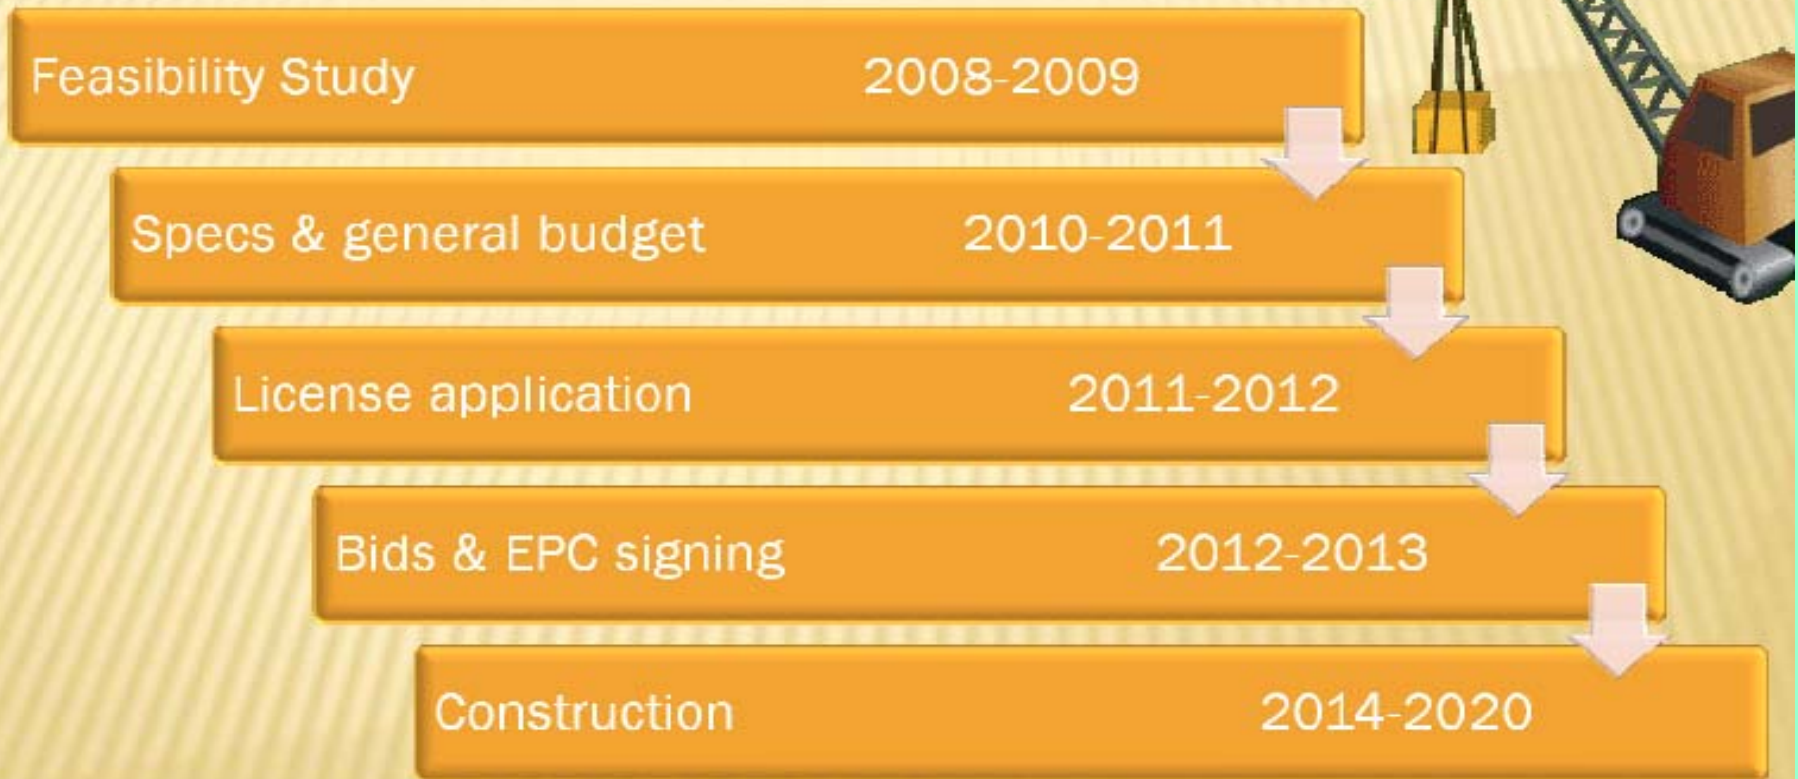 Feasibility Study 2008-2009
Specs & general budget 2010-2011
License application 2011-2012
Bids & EPC signing 2012-2013
Construction 2014-2020